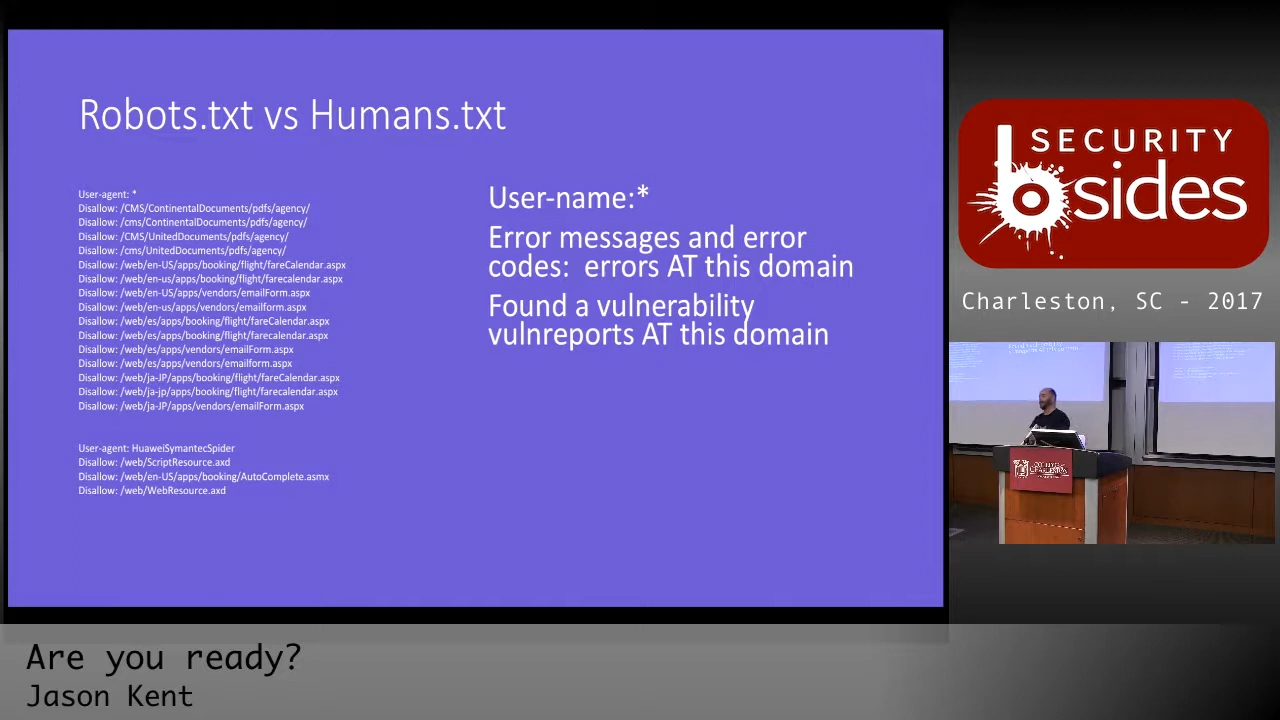 Robots.txt vs Humans.txt
User-agent: *
Disallow: /CMS/ContinentalDocuments/pdfs/agency/
Disallow: /cms/ContinentalDocuments/pdfs/agency/
Disallow: /CMS/UnitedDocuments/pdfs/agency/
Disallow: /cms/UnitedDocuments/pdfs/agency/
Disallow: /web/en-US/apps/booking/flight/fareCalendar.aspx
Disallow: /web/en-us/apps/booking/flight/farecalendar.aspx
Disallow: /web/en-US/apps/vendors/emailForm.aspx
Disallow: /web/en-us/apps/vendors/emailform.aspx
Disallow: /web/es/apps/booking/flight/fareCalendar.aspx
Disallow: /web/es/apps/booking/flight/farecalendar.aspx
Disallow: /web/es/apps/vendors/emailForm.aspx
Disallow: /web/es/apps/vendors/emailform.aspx
Disallow: /web/ja-JP/apps/booking/flight/fareCalendar.aspx
Disallow: /web/ja-jp/apps/booking/flight/farecalendar.aspx
Disallow: /web/ja-JP/apps/vendors/emailForm.aspx
User-agent: HuaweiSymantecSpider
Disallow: /web/ScriptResource.axd
Disallow: /web/en-US/apps/booking/AutoComplete.asmx
Disallow: /web/WebResource.axd
User-name:*
Error messages and error
codes: errors AT this domain
Found a vulnerability
vulnreports AT this domain
SECURITY
bsides
Charleston, SC - 2017
Are you ready?
Jason Kent